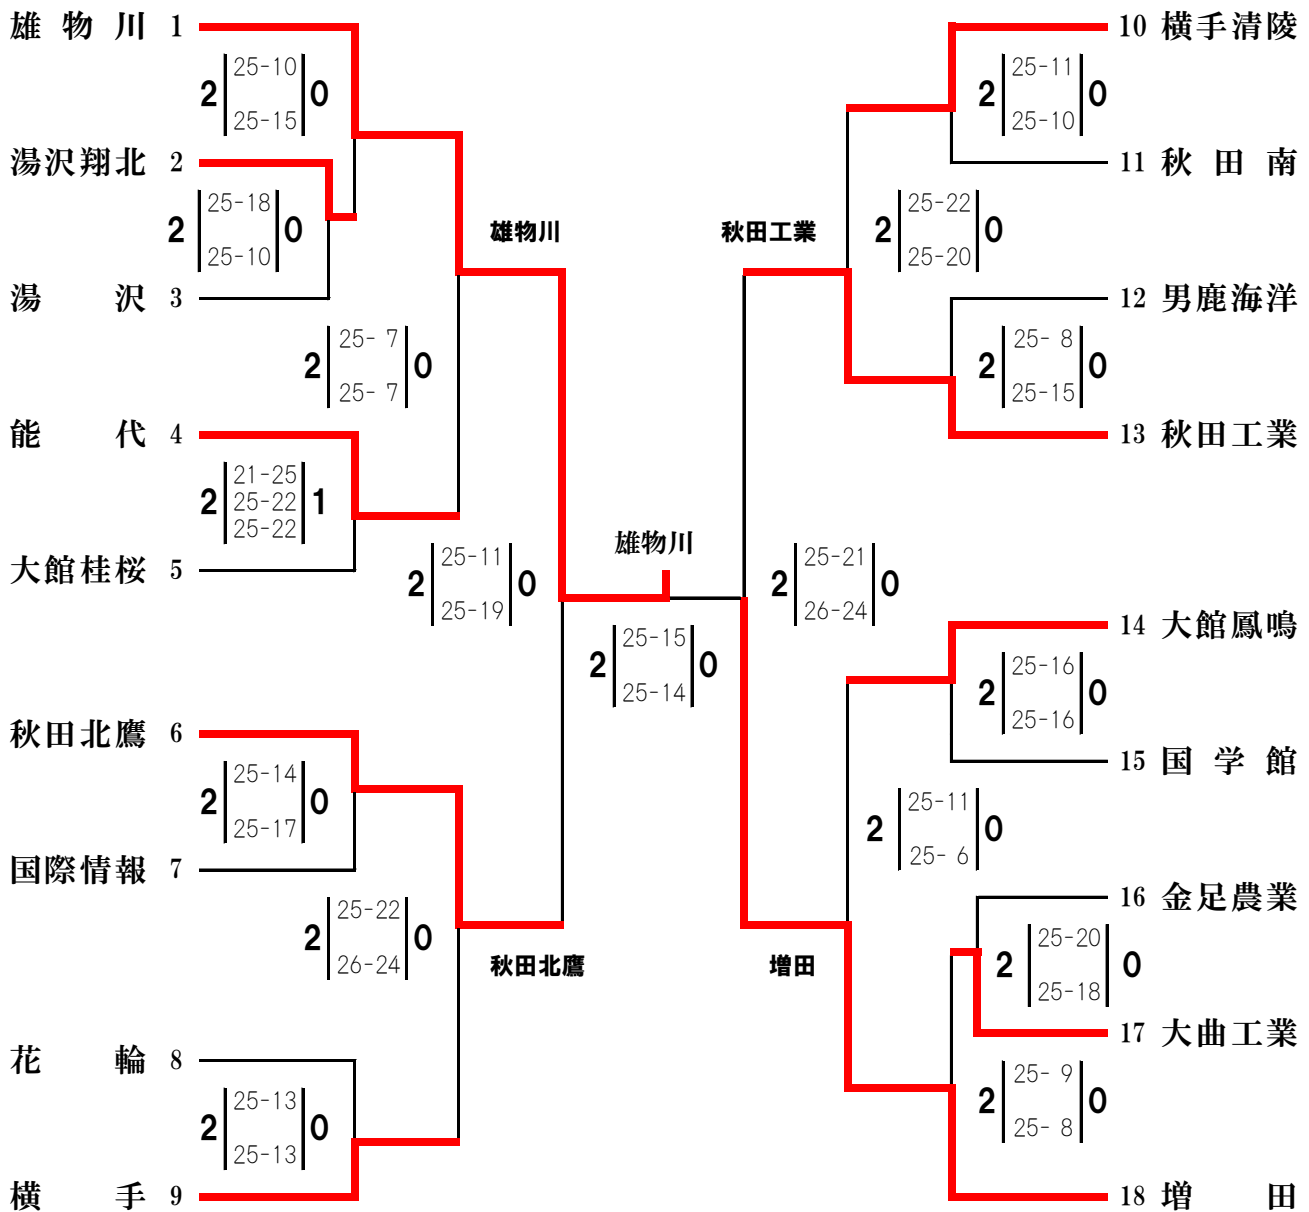 雄物川 1
2 25-10 0
25-15
湯沢翔北 2
2 25-18 0
25-10
湯沢 3
2 25- 7 0
25- 7
能代 4
2 21-25 1
25-22
25-22
大館桂桜 5
2 25-11 0
25-19
秋田北鷹 6
2 25-14 0
25-17
国際情報 7
2 25-22 0
26-24
花輪 8
2 25-13 0
25-13
横手 9
雄物川
秋田北鷹
雄物川
2 25-15 0
25-14
秋田工業
増田
10 横手清陵
2 25-11 0
25-10
11 秋田南
2 25-22 0
25-20
12 男鹿海洋
2 25- 8 0
25-15
13 秋田工業
2 25-21 0
26-24
14 大館鳳鳴
2 25-16 0
25-16
15 国学館
2 25-11 0
25- 6
16 金足農業
2 25-20 0
25-18
17 大曲工業
2 25- 9 0
25- 8
18 増田